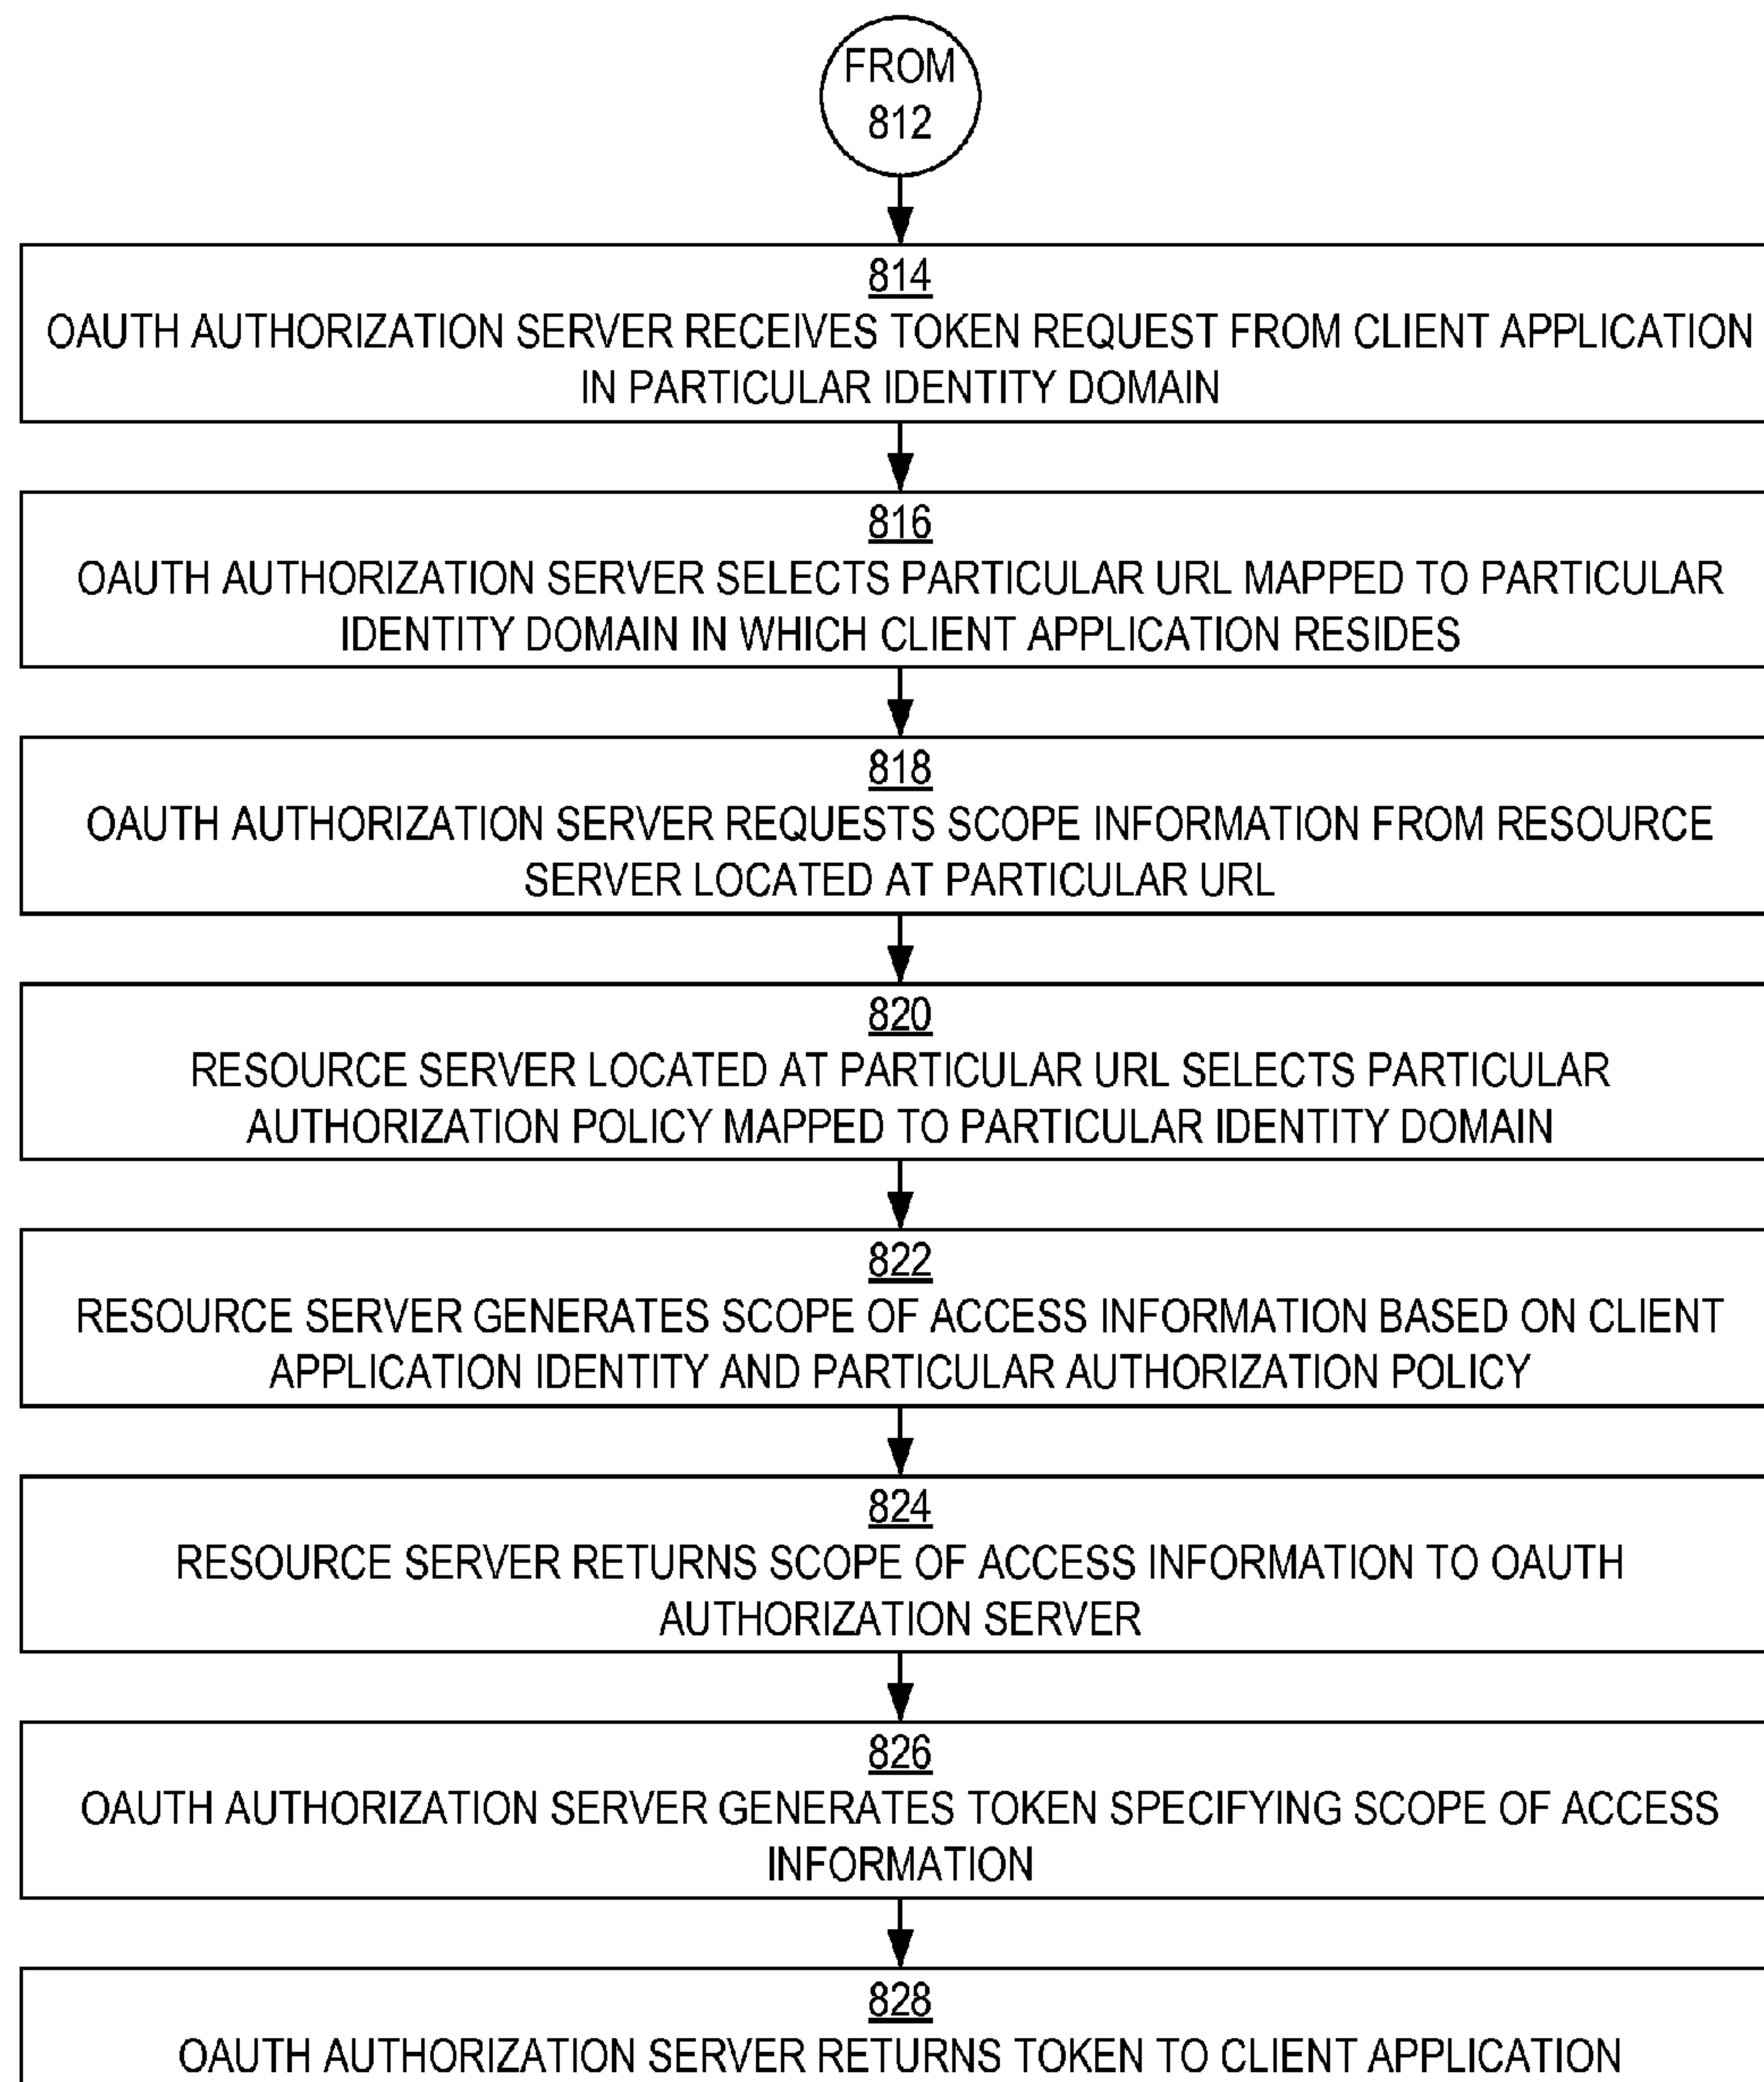 FROM
812
814
OAUTH AUTHORIZATION SERVER RECEIVES TOKEN REQUEST FROM CLIENT APPLICATION
IN PARTICULAR IDENTITY DOMAIN
816
OAUTH AUTHORIZATION SERVER SELECTS PARTICULAR URL MAPPED TO PARTICULAR
IDENTITY DOMAIN IN WHICH CLIENT APPLICATION RESIDES
818
OAUTH AUTHORIZATION SERVER REQUESTS SCOPE INFORMATION FROM RESOURCE
SERVER LOCATED AT PARTICULAR URL
820
RESOURCE SERVER LOCATED AT PARTICULAR URL SELECTS PARTICULAR
AUTHORIZATION POLICY MAPPED TO PARTICULAR IDENTITY DOMAIN
822
RESOURCE SERVER GENERATES SCOPE OF ACCESS INFORMATION BASED ON CLIENT
APPLICATION IDENTITY AND PARTICULAR AUTHORIZATION POLICY
824
RESOURCE SERVER RETURNS SCOPE OF ACCESS INFORMATION TO OAUTH
AUTHORIZATION SERVER
826
OAUTH AUTHORIZATION SERVER GENERATES TOKEN SPECIFYING SCOPE OF ACCESS
INFORMATION
828
OAUTH AUTHORIZATION SERVER RETURNS TOKEN TO CLIENT APPLICATION